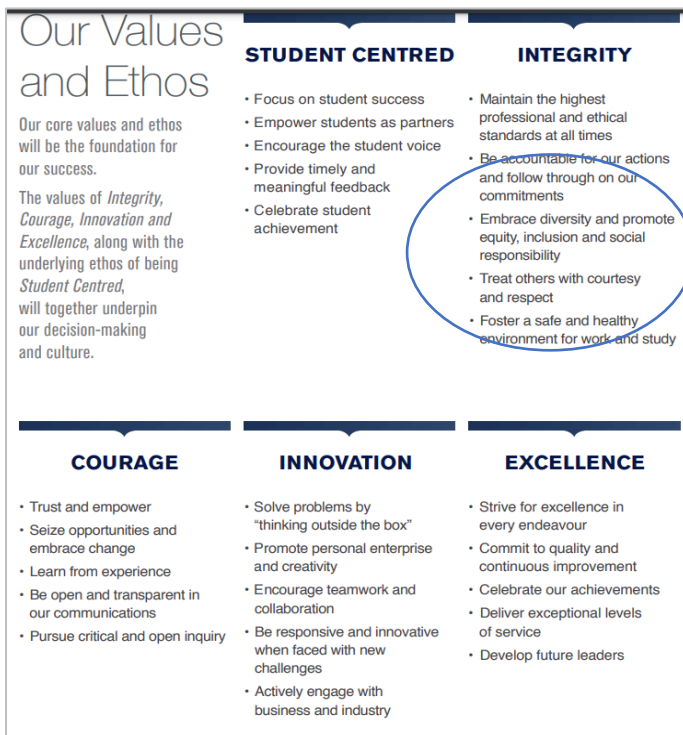 Our Values
and Ethos
Our core values and ethos
will be the foundation for
our success.
The values of Integrity,
Courage, Innovation and
Excellence, along with the
underlying ethos of being
Student Centred,
will together underpin
our decision-making
and culture.
STUDENT CENTRED
• Focus on student success
• Empower students as partners
• Encourage the student voice
• Provide timely and
meaningful feedback
• Celebrate student
achievement
INTEGRITY
• Maintain the highest
professional and ethical
standards at all times
• Be accountable for our actions
and follow through on our
commitments
• Embrace diversity and promote
equity, inclusion and social
responsibility
• Treat others with courtesy
and respect
• Foster a safe and healthy
environment for work and study
COURAGE
• Trust and empower
• Seize opportunities and
embrace change
• Learn from experience
• Be open and transparent in
our communications
• Pursue critical and open inquiry
INNOVATION
• Solve problems by
“thinking outside the box”
• Promote personal enterprise
and creativity
• Encourage teamwork and
collaboration
• Be responsive and innovative
when faced with new
challenges
• Actively engage with
business and industry
EXCELLENCE
• Strive for excellence in
every endeavour
• Commit to quality and
continuous improvement
• Celebrate our achievements
• Deliver exceptional levels
of service
• Develop future leaders